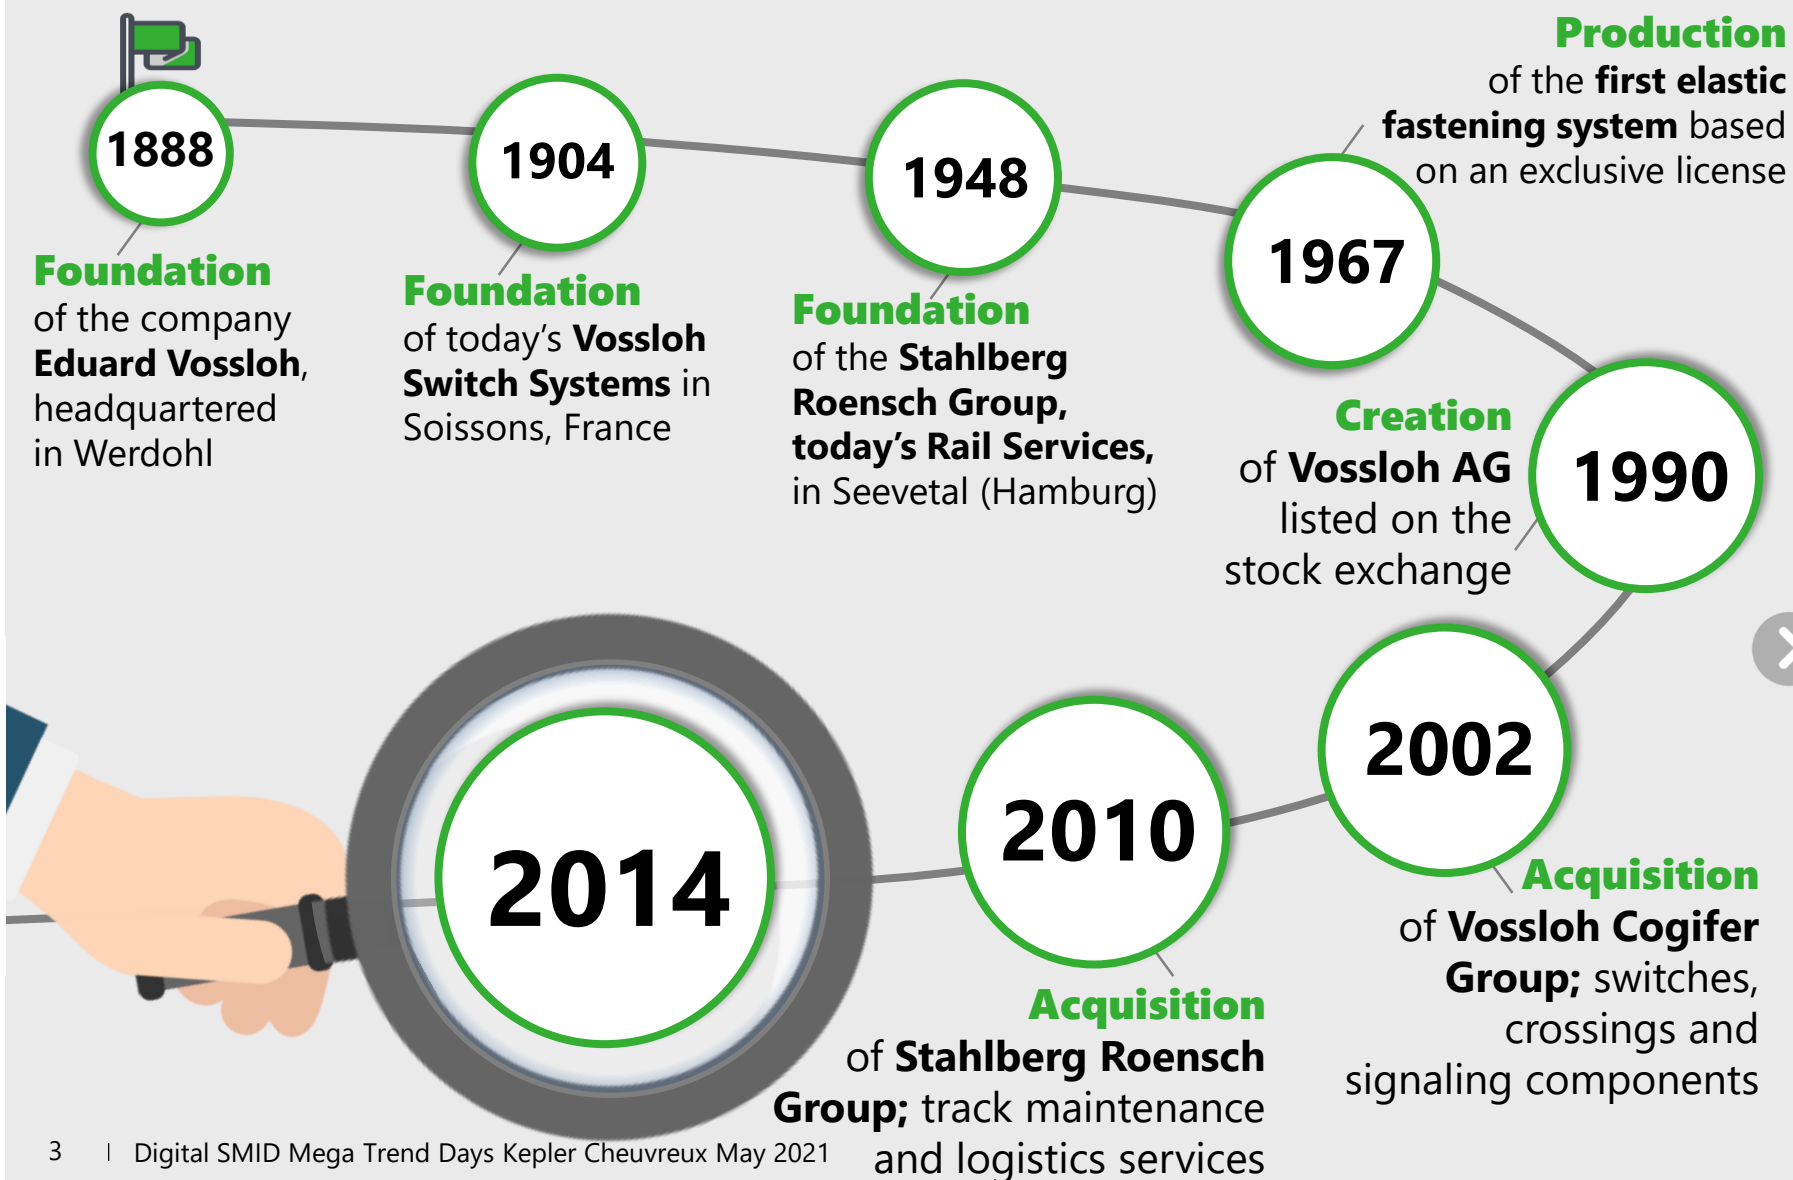 1888
Foundation
of the company
Eduard Vossloh,
headquartered
in Werdohl
1904
Foundation
of today’s Vossloh
Switch Systems in
Soissons, France
1948
Foundation
of the Stahlberg
Roensch Group,
today’s Rail Services,
in Seevetal (Hamburg)
Production
of the first elastic
fastening system based
on an exclusive license
1967
Creation
of Vossloh AG
listed on the
stock exchange
1990
2002
Acquisition
of Vossloh Cogifer
Group; switches,
crossings and
signaling components
2010
Acquisition
of Stahlberg Roensch
Group; track maintenance
and logistics services
2014
3 | Digital SMID Mega Trend Days Kepler Cheuvreux May 2021